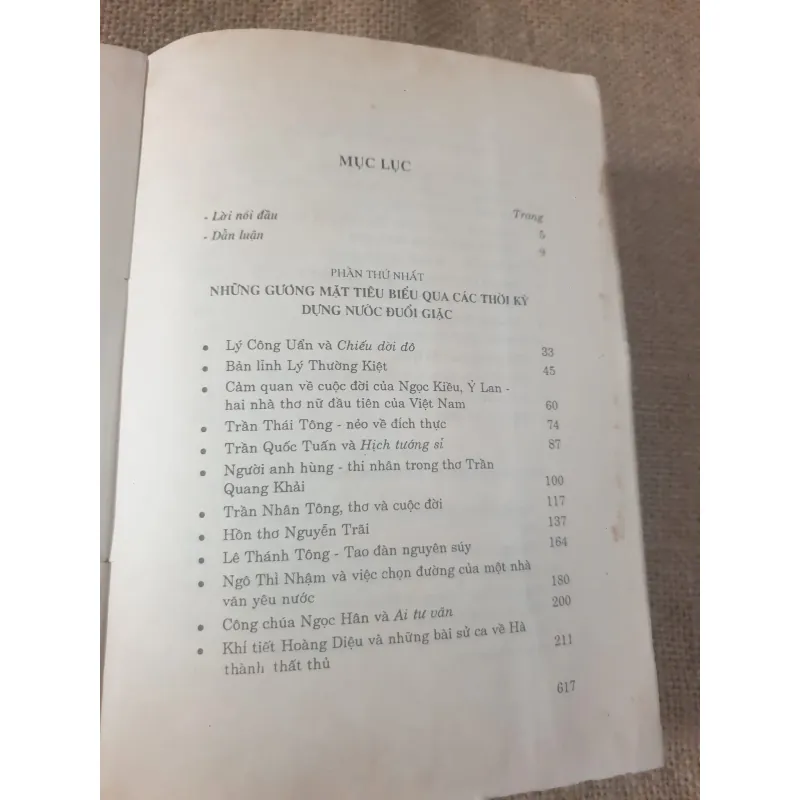 MỤC LỤC
Trang
- Lời nói đầu 5
- Dẫn luận 9
PHẦN THỨ NHẤT
NHỮNG GƯƠNG MẶT TIÊU BIỂU QUA CÁC THỜI KỲ
DỰNG NƯỚC ĐUỔI GIẶC
• Lý Công Uẩn và Chiếu dời đô 33
• Bản lĩnh Lý Thường Kiệt 45
• Cảm quan về cuộc đời của Ngọc Kiều, Ỷ Lan -
hai nhà thơ nữ đầu tiên của Việt Nam 60
• Trần Thái Tông - nẻo về đích thực 74
• Trần Quốc Tuấn và Hịch tướng sĩ 87
• Người anh hùng - thi nhân trong thơ Trần
Quang Khải 100
• Trần Nhân Tông, thơ và cuộc đời 117
• Hồn thơ Nguyễn Trãi 137
• Lê Thánh Tông - Tao đàn nguyên súy 164
• Ngô Thì Nhậm và việc chọn đường của một nhà
văn yêu nước 180
• Công chúa Ngọc Hân và Ai tư vãn 200
• Khí tiết Hoàng Diệu và những bài sử ca về Hà
thành thất thủ 211
617